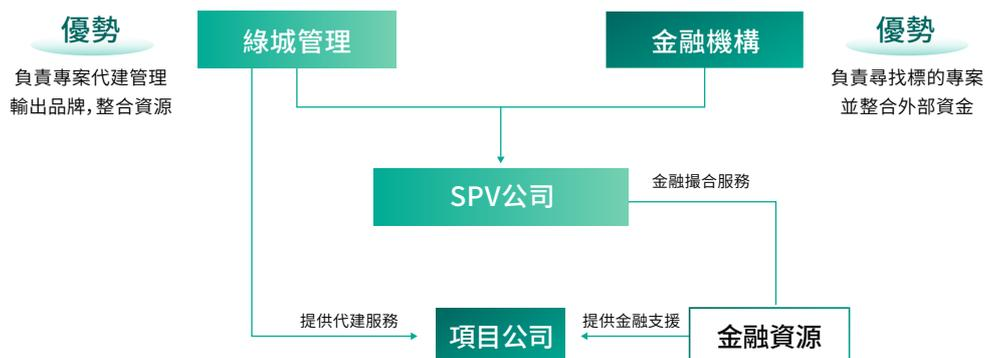 優勢
綠城管理
金融機構
優勢
負責專案代建管理
輸出品牌，整合資源
負責尋找標的專案
並整合外部資金
SPV公司
金融撮合服務
提供代建服務
項目公司
提供金融支援
金融資源